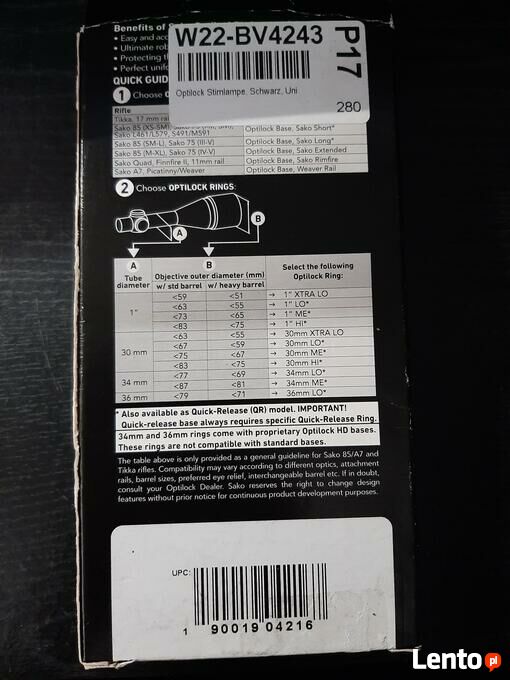 Benefits of S
• Easy and acc
• Ultimate rob
• Protecting th
• Perfect unifo
QUICK GUID
W22-BV4243
P17
Optilock Stirnlampe, Schwarz, Uni
280
1 Choose
Rifle
Tikka, 17 mm rai
Sako 85 (XS-SM), Sako 75
Sako L461/L579, S491/M591 Optilock Base, Sako Short*
Sako 85 (SM-L), Sako 75 (III-V) Optilock Base, Sako Long*
Sako 85 (M-XL), Sako 75 (IV-V) Optilock Base, Sako Extended
Sako Quad, Finnfire II, 11mm rail Optilock Base, Sako Rimfire
Sako A7, Picatinny/Weaver Optilock Base, Weaver Rail
2 Choose OPTILOCK RINGS:
B
A
A B
Tube diameter Objective outer diameter (mm) Select the following Optilock Ring:
w/ std barrel w/ heavy barrel
1" <59 <51 → 1" XTRA LO
<63 <55 → 1" LO*
<73 <65 → 1" ME*
<83 <75 → 1" HI*
30 mm <63 <55 → 30mm XTRA LO
<67 <59 → 30mm LO*
<75 <67 → 30mm ME*
<83 <75 → 30mm HI*
34 mm <77 <69 → 34mm LO*
<87 <81 → 34mm ME*
36 mm <79 <71 → 36mm LO*
* Also available as Quick-Release (QR) model. IMPORTANT!
Quick-release base always requires specific Quick-Release Ring.
34mm and 36mm rings come with proprietary Optilock HD bases.
These rings are not compatible with standard bases.
The table above is only provided as a general guideline for Sako 85/A7 and
Tikka rifles. Compatibility may vary according to different optics, attachment
rails, barrel sizes, preferred eye relief, interchangeable barrel etc. If in doubt,
consult your Optilock Dealer. Sako reserves the right to change design
features without prior notice for continuous product development purposes.
UPC:
1 90019 04216
Lento.pl